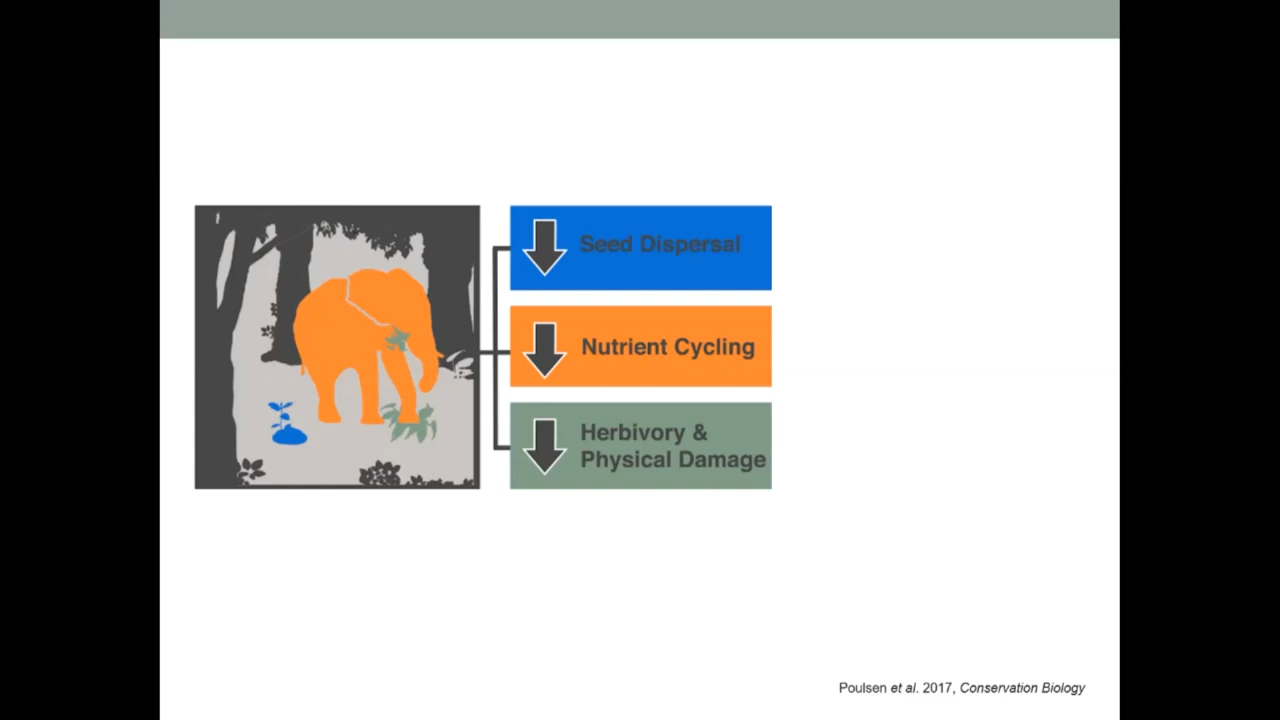 Seed Dispersal
Nutrient Cycling
Herbivory &
Physical Damage
Poulsen et al. 2017, Conservation Biology